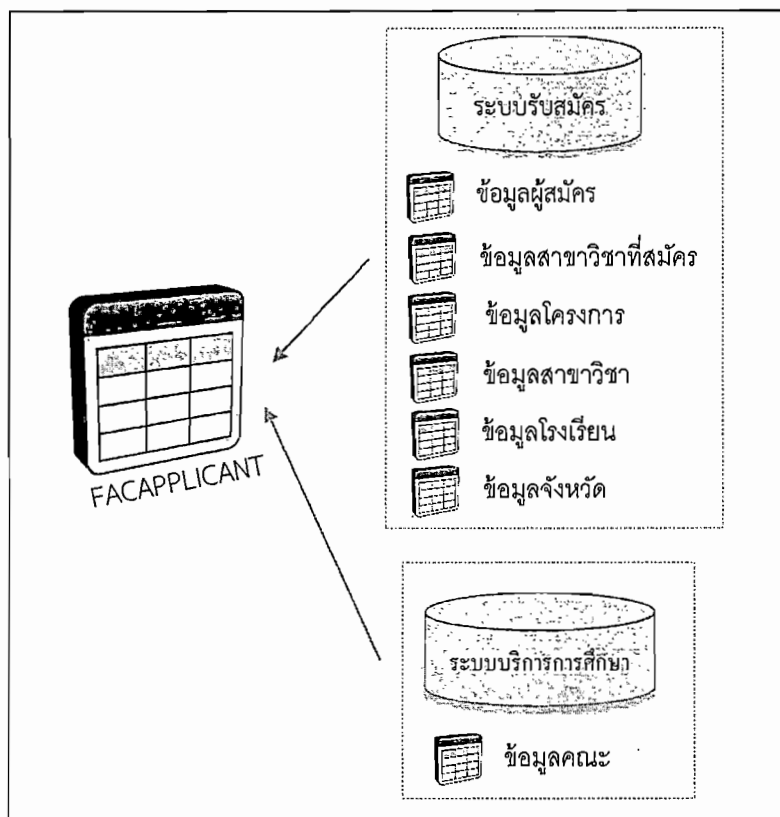 ระบบรับสมัคร
ข้อมูลผู้สมัคร
ข้อมูลสาขาวิชาที่สมัคร
ข้อมูลโครงการ
ข้อมูลสาขาวิชา
ข้อมูลโรงเรียน
ข้อมูลจังหวัด
FACAPPLICANT
ระบบบริการการศึกษา
ข้อมูลคณะ